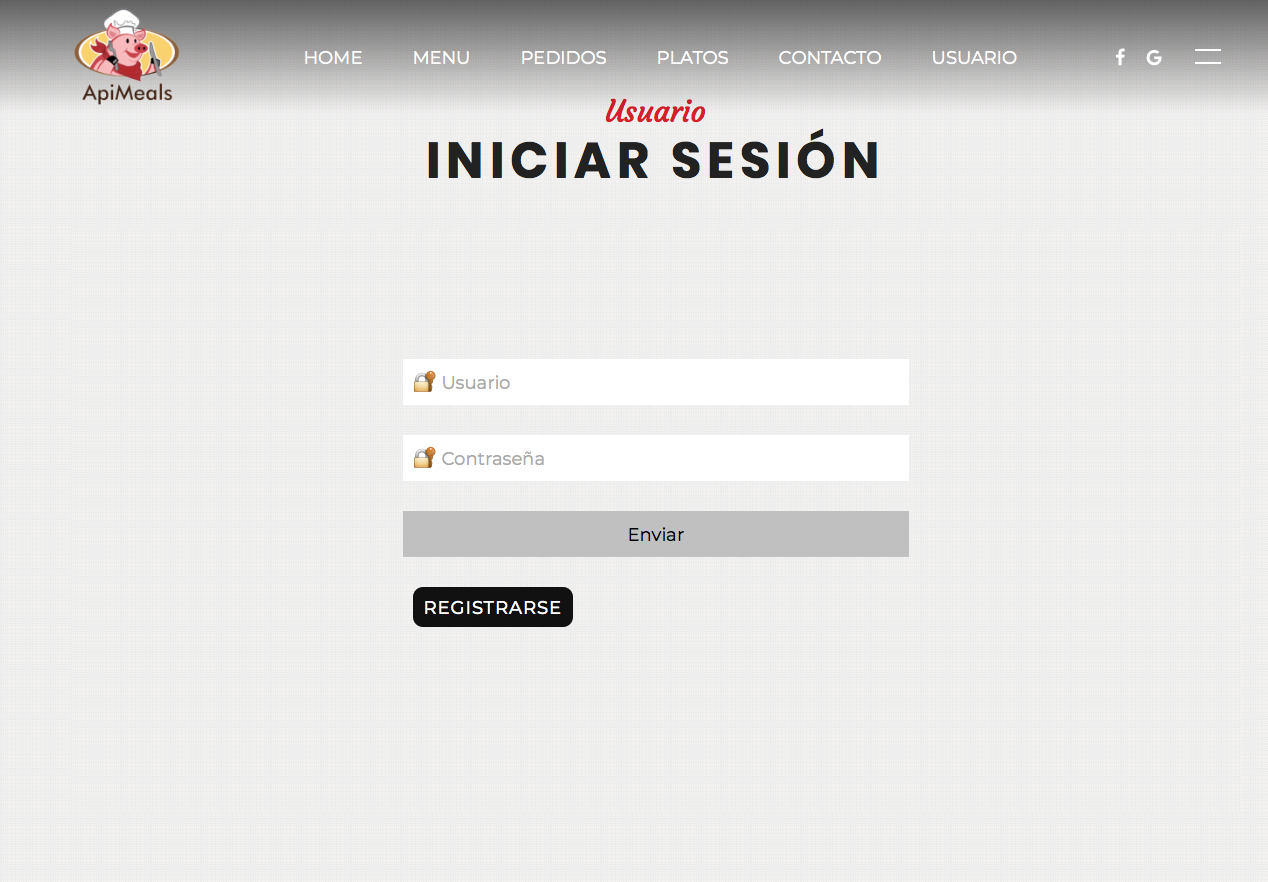 ApiMeals
HOME MENU PEDIDOS PLATOS CONTACTO USUARIO
Usuario
INICIAR SESIÓN
Usuario
Contraseña
Enviar
REGISTRARSE